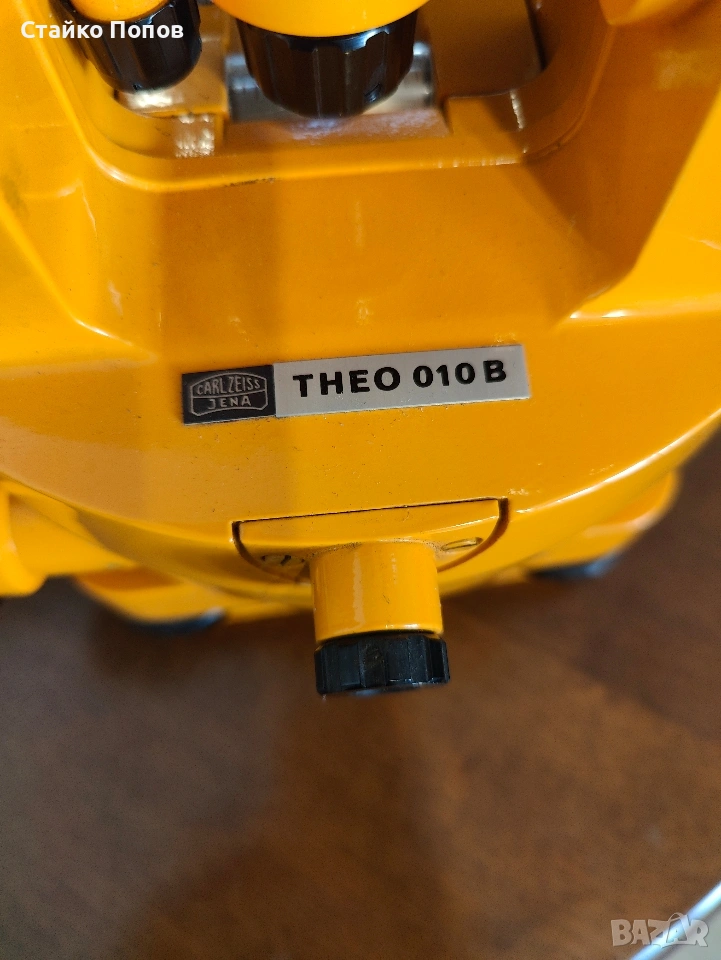 Стайко Попов
CARL ZEISS
JENA
THEO 010 B
BAZAR